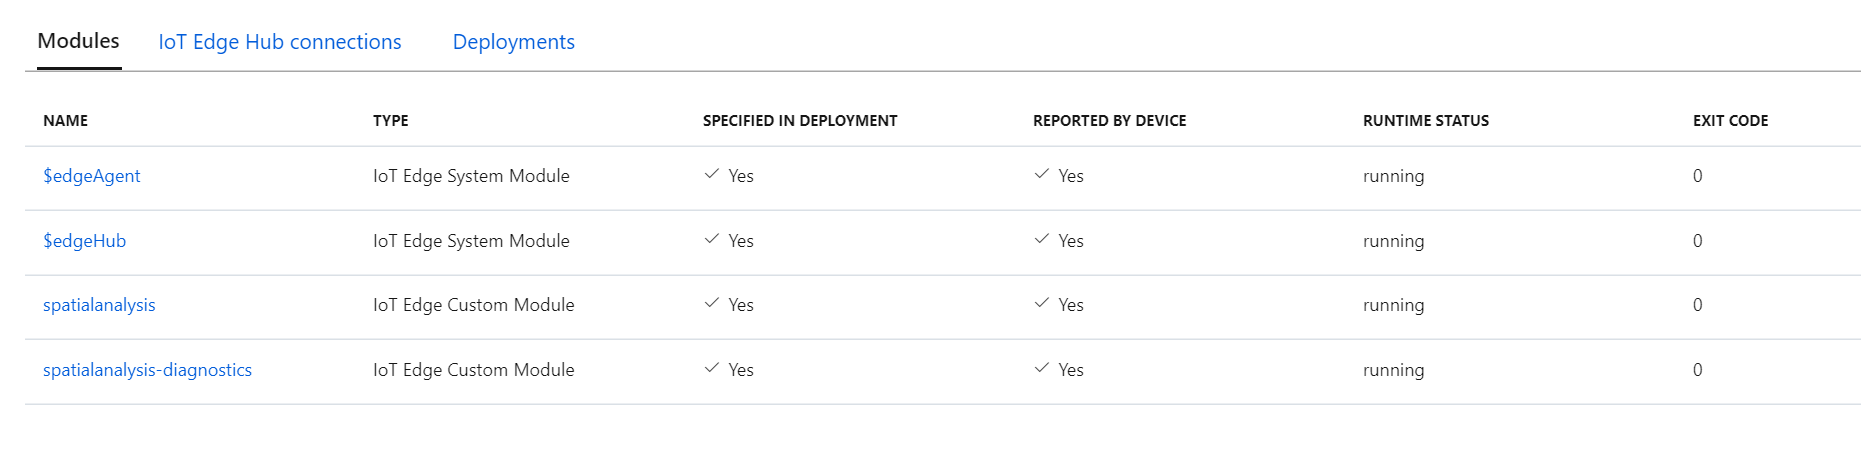 Modules IoT Edge Hub connections Deployments
NAME TYPE SPECIFIED IN DEPLOYMENT REPORTED BY DEVICE RUNTIME STATUS EXIT CODE
$edgeAgent IoT Edge System Module Yes Yes running 0
$edgeHub IoT Edge System Module Yes Yes running 0
spatialanalysis IoT Edge Custom Module Yes Yes running 0
spatialanalysis-diagnostics IoT Edge Custom Module Yes Yes running 0